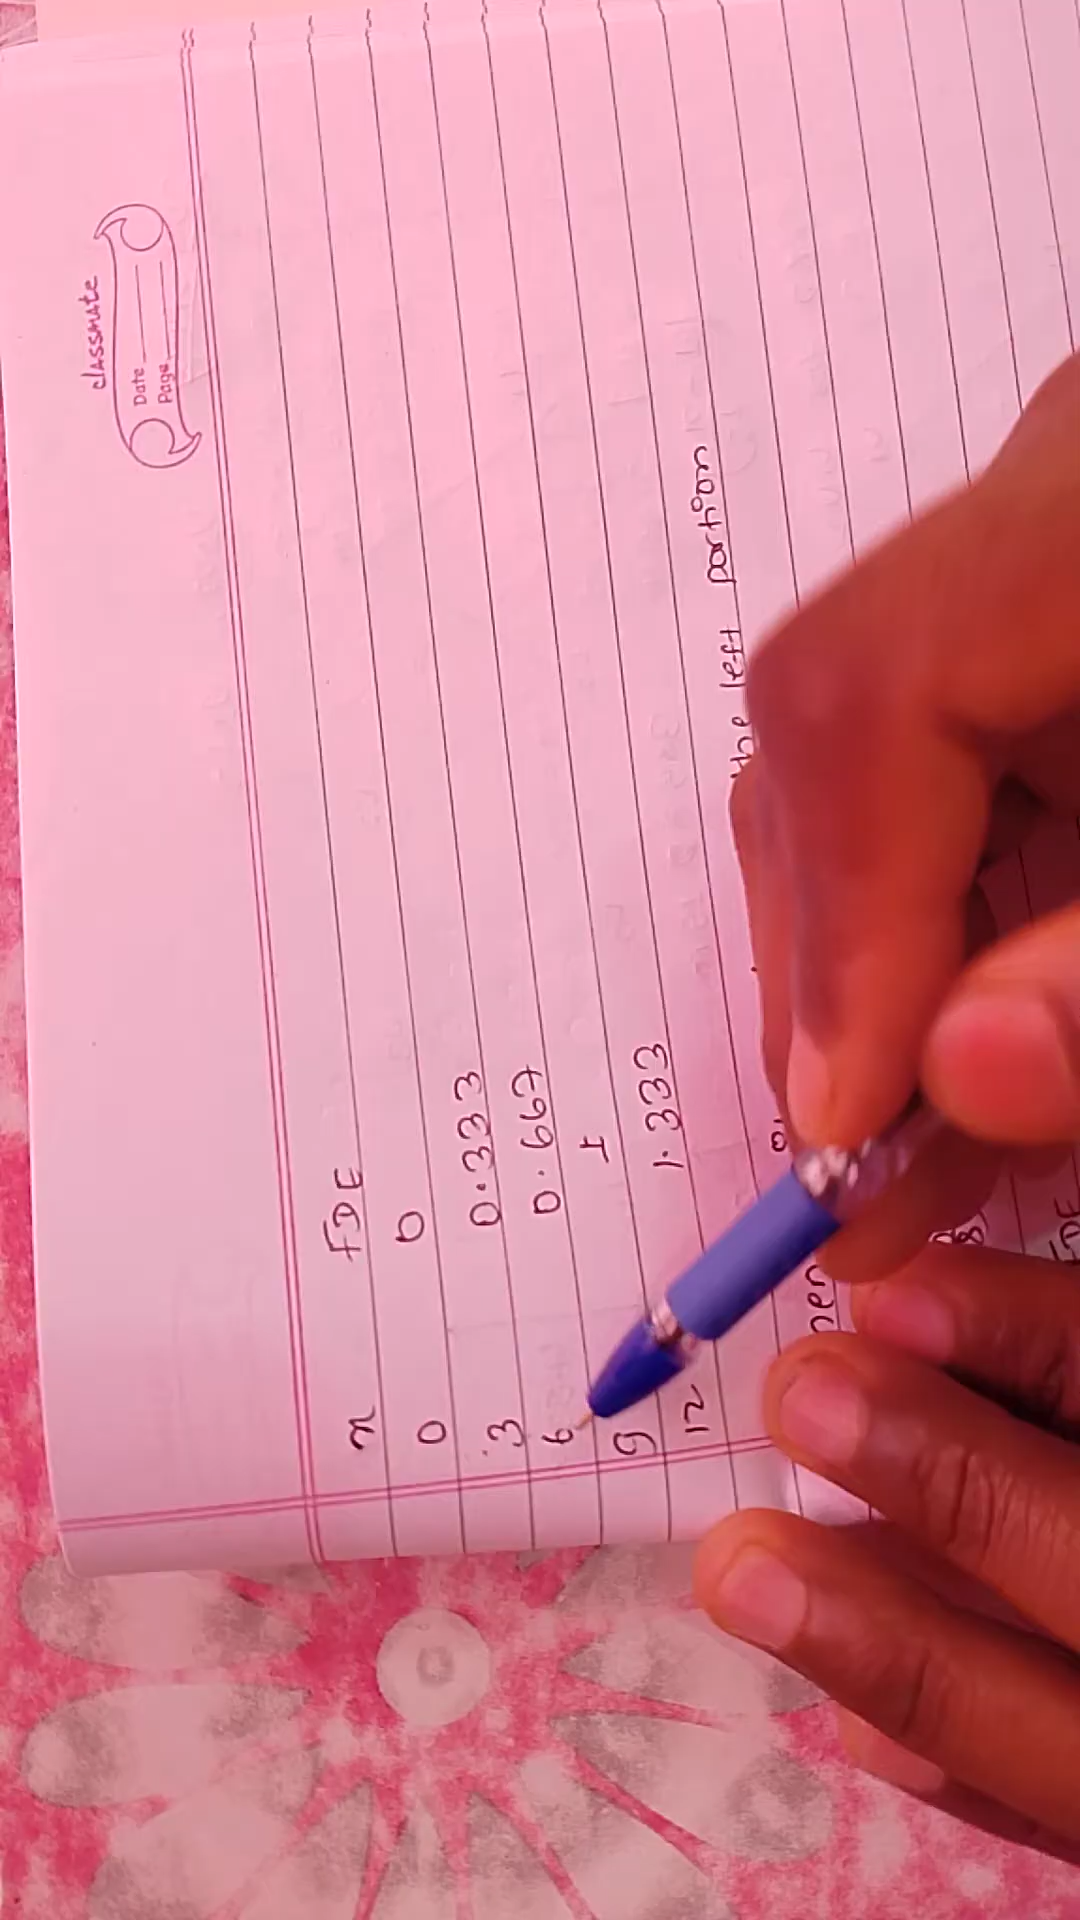 classmate
Date
Page
x FDE
0 0
3 0.333
6 0.667
9 1
12 1.333
the left portion